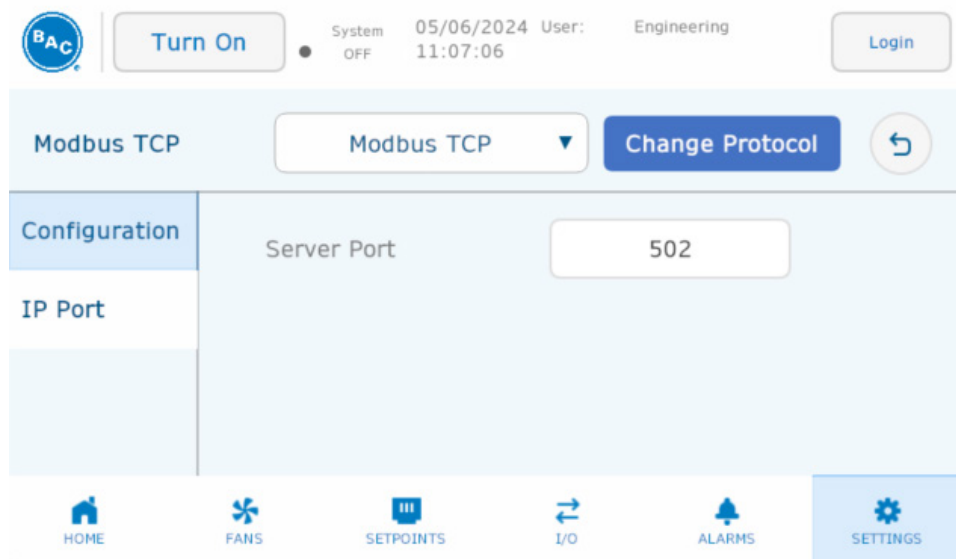 BAC
Turn On
System
OFF
05/06/2024
11:07:06
User:
Engineering
Login
Modbus TCP
Modbus TCP
Change Protocol
Configuration
IP Port
Server Port
502
HOME
FANS
SETPOINTS
I/O
ALARMS
SETTINGS